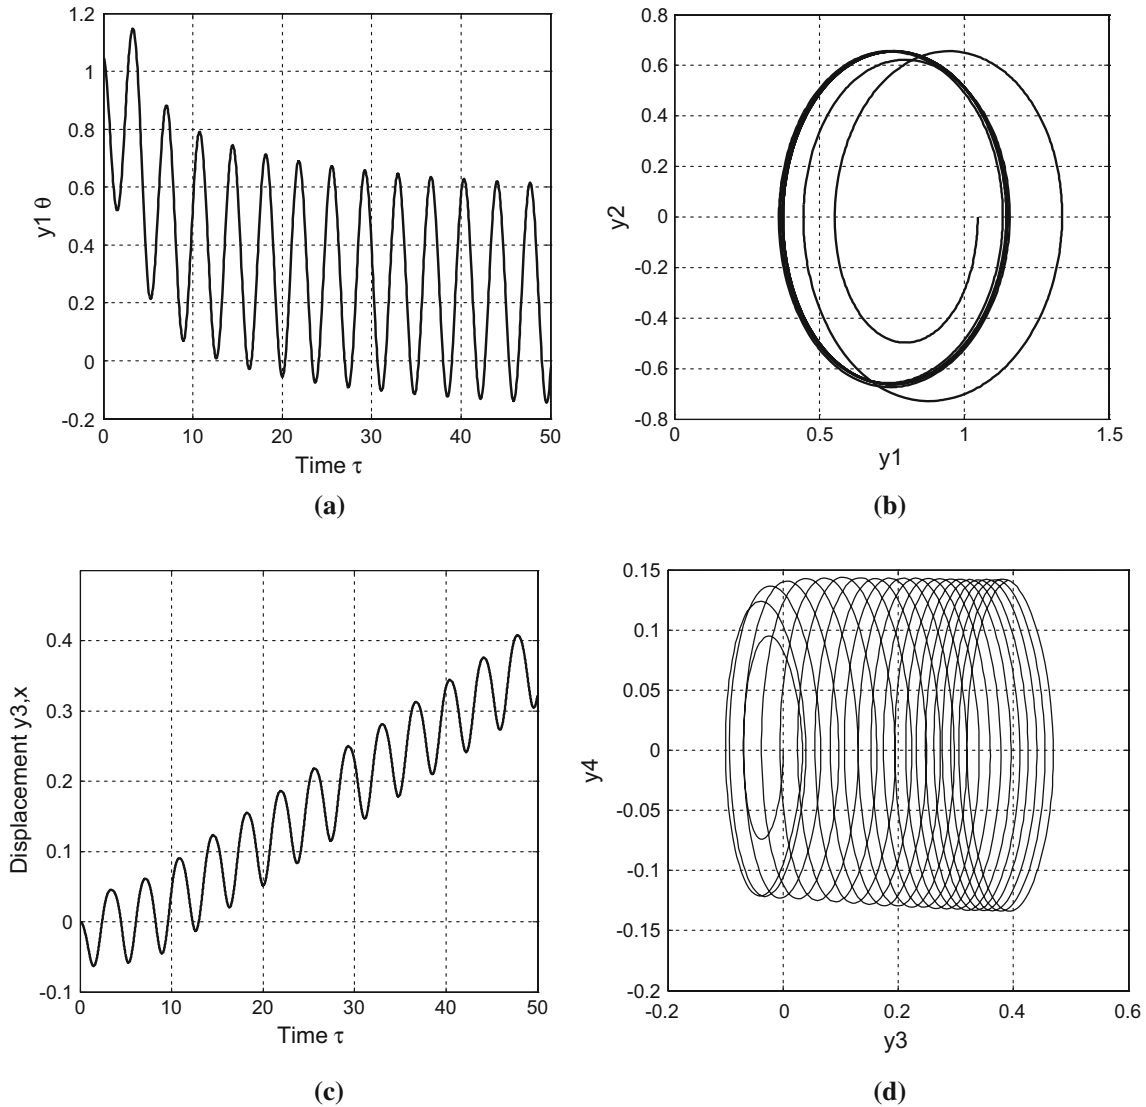 1.2
1
0.8
0.6
0.4
0.2
0
-0.2
y1 θ
0 10 20 30 40 50
Time τ
(a)
0.8
0.6
0.4
0.2
0
-0.2
-0.4
-0.6
-0.8
y2
0 0.5 1 1.5
y1
(b)
0.4
0.3
0.2
0.1
0
-0.1
Displacement y3,x
0 10 20 30 40 50
Time τ
(c)
0.15
0.1
0.05
0
-0.05
-0.1
-0.15
-0.2
y4
-0.2 0 0.2 0.4 0.6
y3
(d)